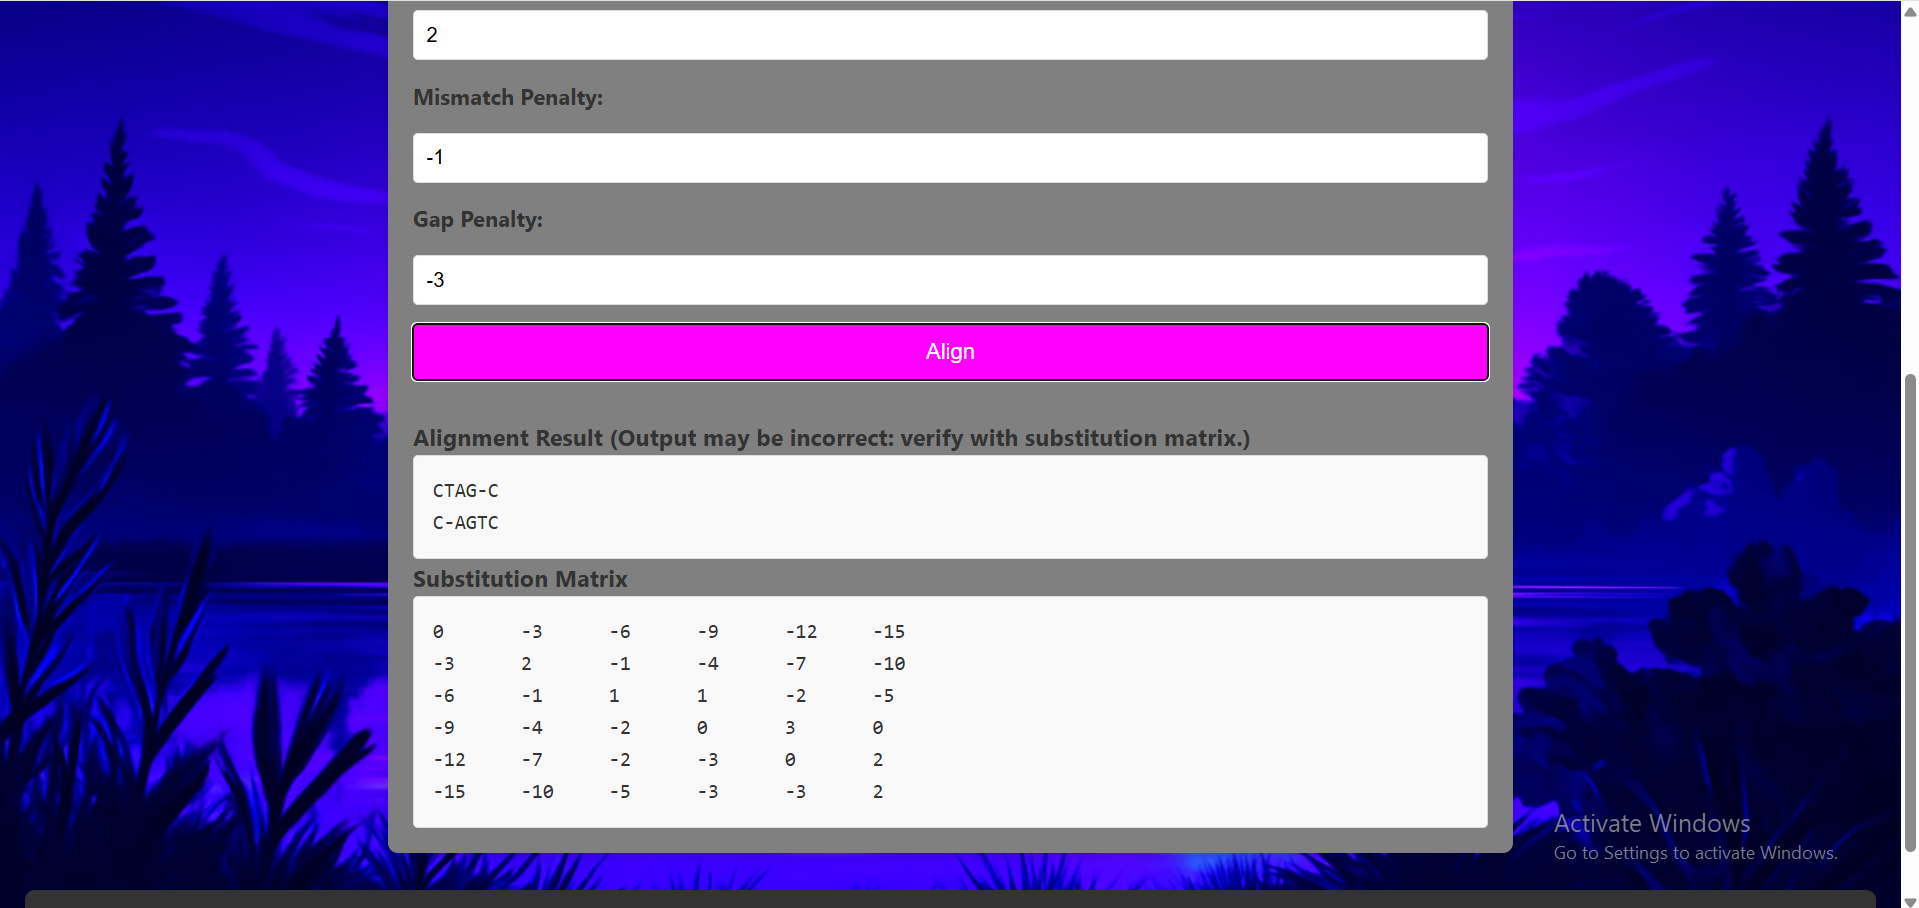 2
Mismatch Penalty:
-1
Gap Penalty:
-3
Align
Alignment Result (Output may be incorrect: verify with substitution matrix.)
CTAG-C
C-AGTC
Substitution Matrix
0 -3 -6 -9 -12 -15
-3 2 -1 -4 -7 -10
-6 -1 1 1 -2 -5
-9 -4 -2 0 3 0
-12 -7 -2 -3 0 2
-15 -10 -5 -3 -3 2
Activate Windows
Go to Settings to activate Windows.